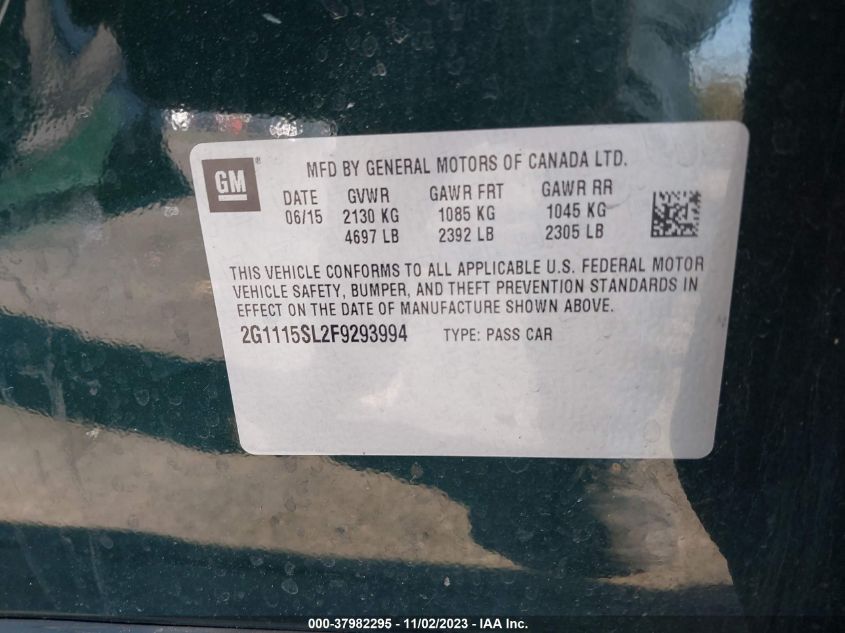 GM ®
MFD BY GENERAL MOTORS OF CANADA LTD.
DATE GVWR GAWR FRT GAWR RR
06/15 2130 KG 1085 KG 1045 KG
4697 LB 2392 LB 2305 LB
THIS VEHICLE CONFORMS TO ALL APPLICABLE U.S. FEDERAL MOTOR
VEHICLE SAFETY, BUMPER, AND THEFT PREVENTION STANDARDS IN
EFFECT ON THE DATE OF MANUFACTURE SHOWN ABOVE.
2G1115SL2F9293994 TYPE: PASS CAR
000-37982295 - 11/02/2023 - IAA Inc.